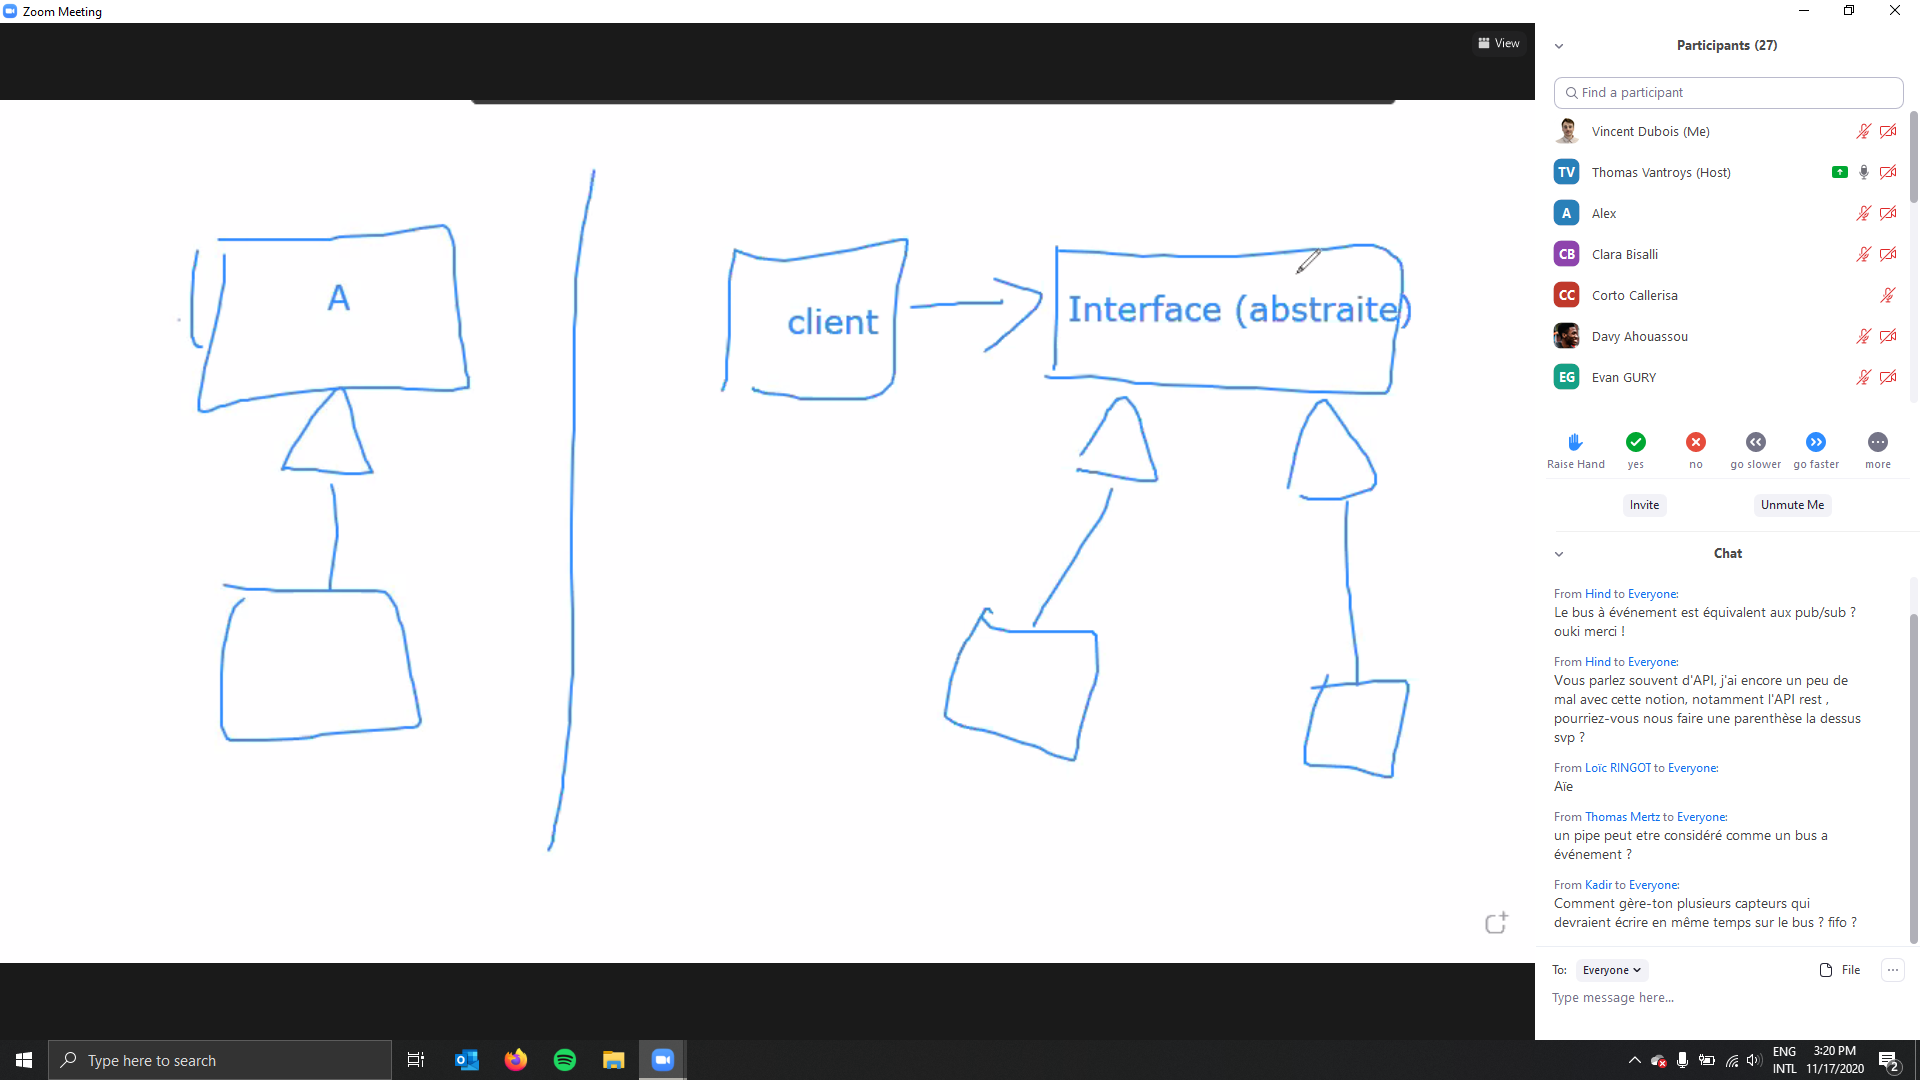 Zoom Meeting
View
A
client
Interface (abstraite)
Participants (27)
Find a participant
Vincent Dubois (Me)
TV Thomas Vantroys (Host)
A Alex
CB Clara Bisalli
CC Corto Callerisa
Davy Ahouassou
EG Evan GURY
Raise Hand yes no go slower go faster more
Invite Unmute Me
Chat
From Hind to Everyone:
Le bus à événement est équivalent aux pub/sub ?
ouki merci !
From Hind to Everyone:
Vous parlez souvent d'API, j'ai encore un peu de
mal avec cette notion, notamment l'API rest ,
pourriez-vous nous faire une parenthèse la dessus
svp ?
From Loïc RINGOT to Everyone:
Aïe
From Thomas Mertz to Everyone:
un pipe peut etre considéré comme un bus a
événement ?
From Kadir to Everyone:
Comment gère-ton plusieurs capteurs qui
devraient écrire en même temps sur le bus ? fifo ?
To: Everyone File
Type message here...
Type here to search
ENG 3:20 PM
INTL 11/17/2020
2